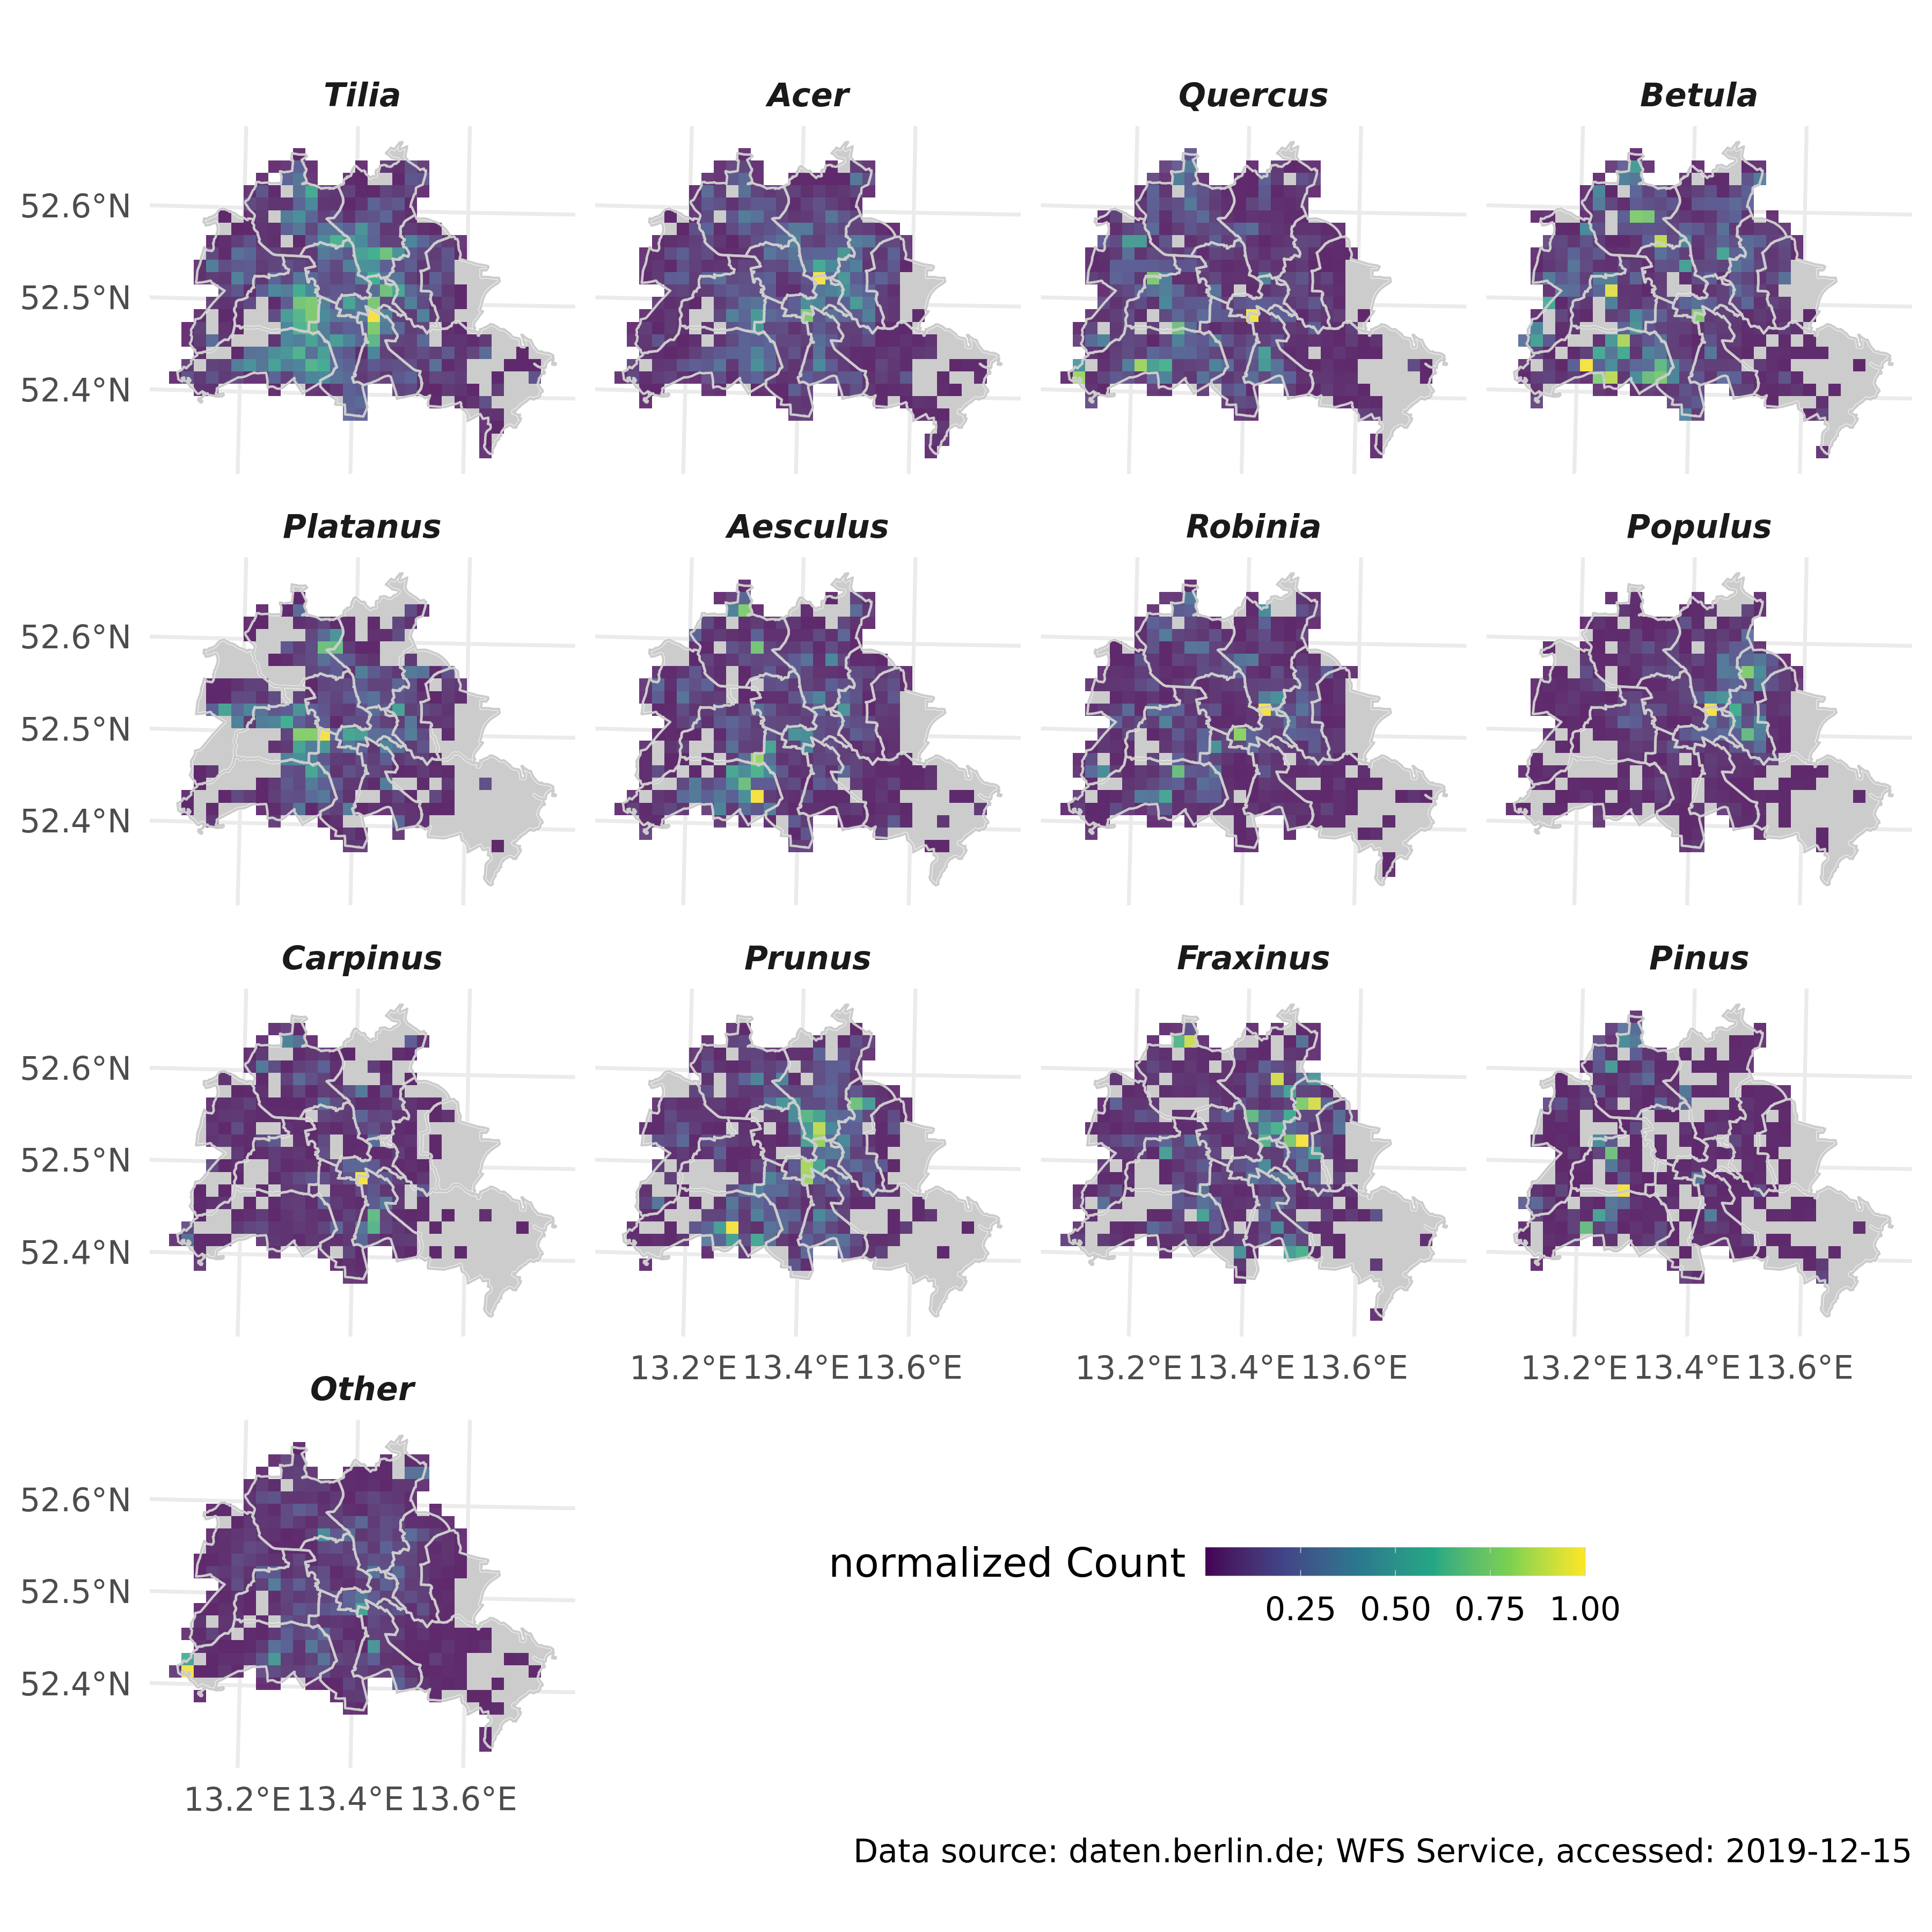 Tilia Acer Quercus Betula
52.6°N
52.5°N
52.4°N
Platanus Aesculus Robinia Populus
52.6°N
52.5°N
52.4°N
Carpinus Prunus Fraxinus Pinus
52.6°N
52.5°N
52.4°N
13.2°E 13.4°E 13.6°E 13.2°E 13.4°E 13.6°E 13.2°E 13.4°E 13.6°E
Other
52.6°N
52.5°N
52.4°N
13.2°E 13.4°E 13.6°E
normalized Count
0.25 0.50 0.75 1.00
Data source: daten.berlin.de; WFS Service, accessed: 2019-12-15